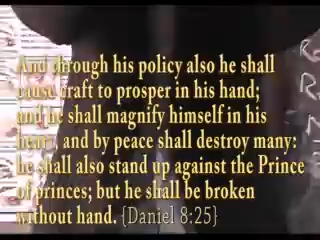 And through his policy also he shall
cause craft to prosper in his hand;
and he shall magnify himself in his
heart, and by peace shall destroy many:
he shall also stand up against the Prince
of princes; but he shall be broken
without hand. {Daniel 8:25}